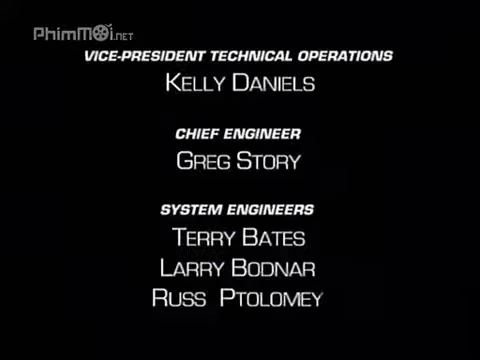 PhimMoi.NET
VICE-PRESIDENT TECHNICAL OPERATIONS
KELLY DANIELS
CHIEF ENGINEER
GREG STORY
SYSTEM ENGINEERS
TERRY BATES
LARRY BODNAR
RUSS PTOLOMEY